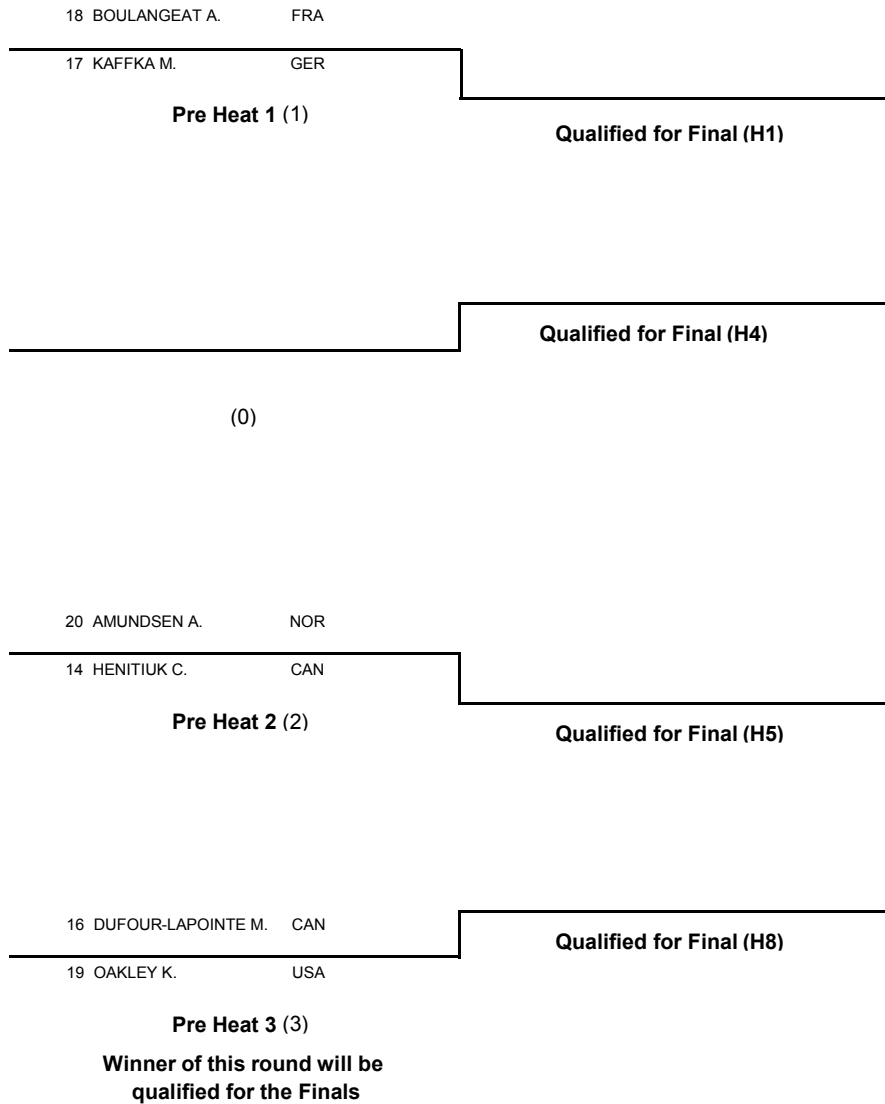 18 BOULANGEAT A. FRA
17 KAFFKA M. GER
Pre Heat 1 (1)
Qualified for Final (H1)
Qualified for Final (H4)
(0)
20 AMUNDSEN A. NOR
14 HENITIUK C. CAN
Pre Heat 2 (2)
Qualified for Final (H5)
16 DUFOUR-LAPOINTE M. CAN
Qualified for Final (H8)
19 OAKLEY K. USA
Pre Heat 3 (3)
Winner of this round will be
qualified for the Finals